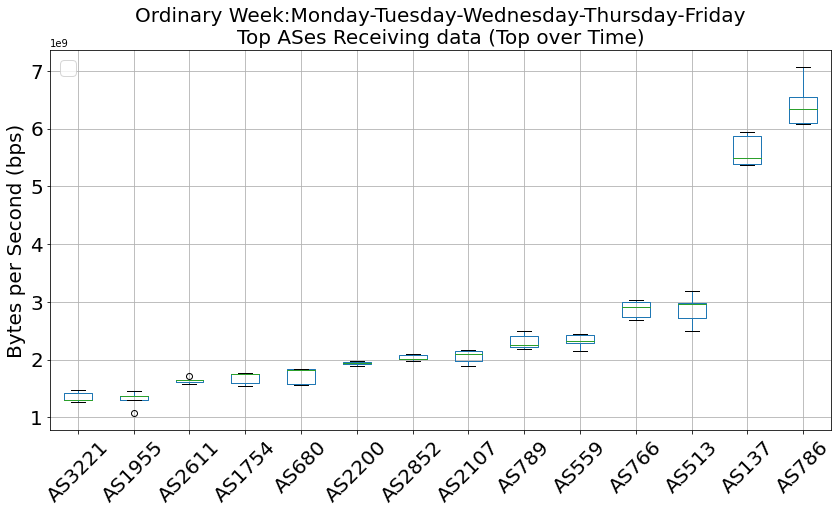 Ordinary Week:Monday-Tuesday-Wednesday-Thursday-Friday
Top ASes Receiving data (Top over Time)
1e9
7
6
5
4
3
2
1
Bytes per Second (bps)
AS3221
AS1955
AS2611
AS1754
AS680
AS2200
AS2852
AS2107
AS789
AS559
AS766
AS513
AS137
AS786